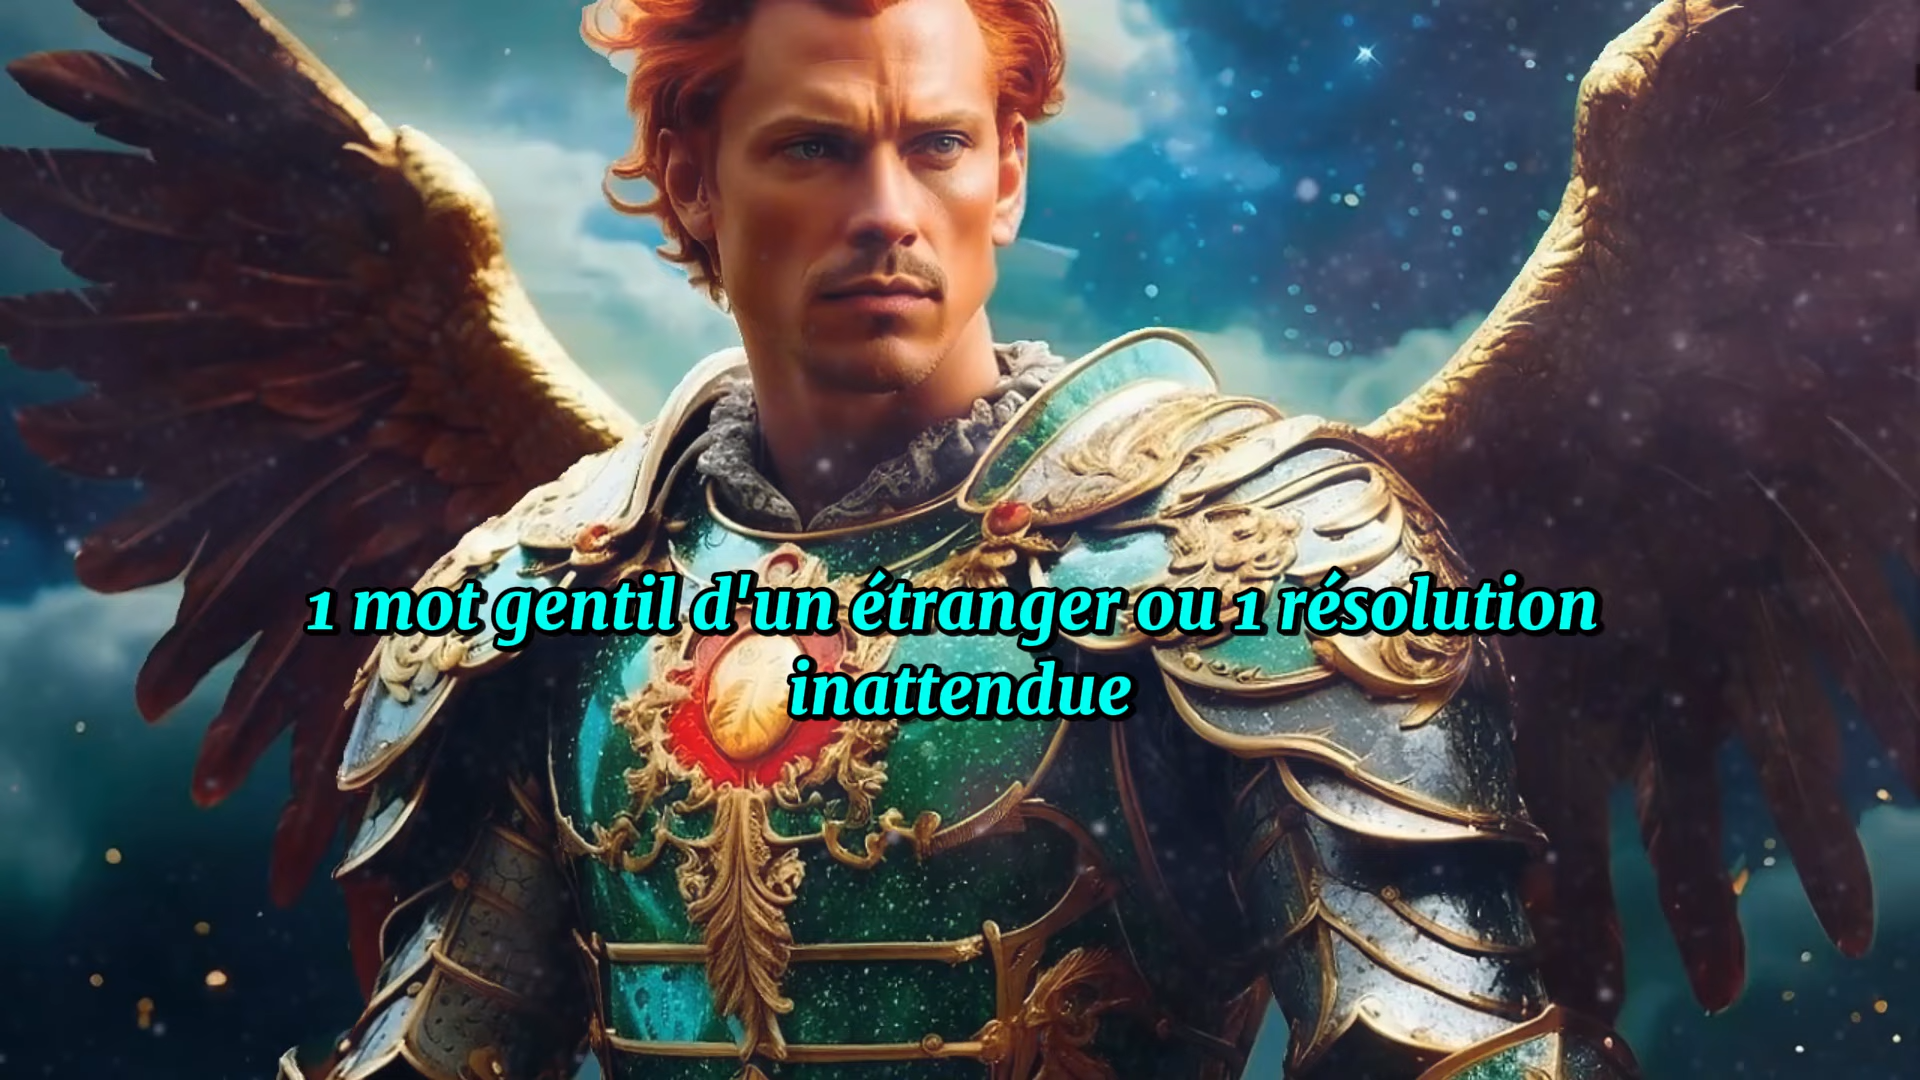 1 mot gentil d'un étranger ou 1 résolution
inattendue